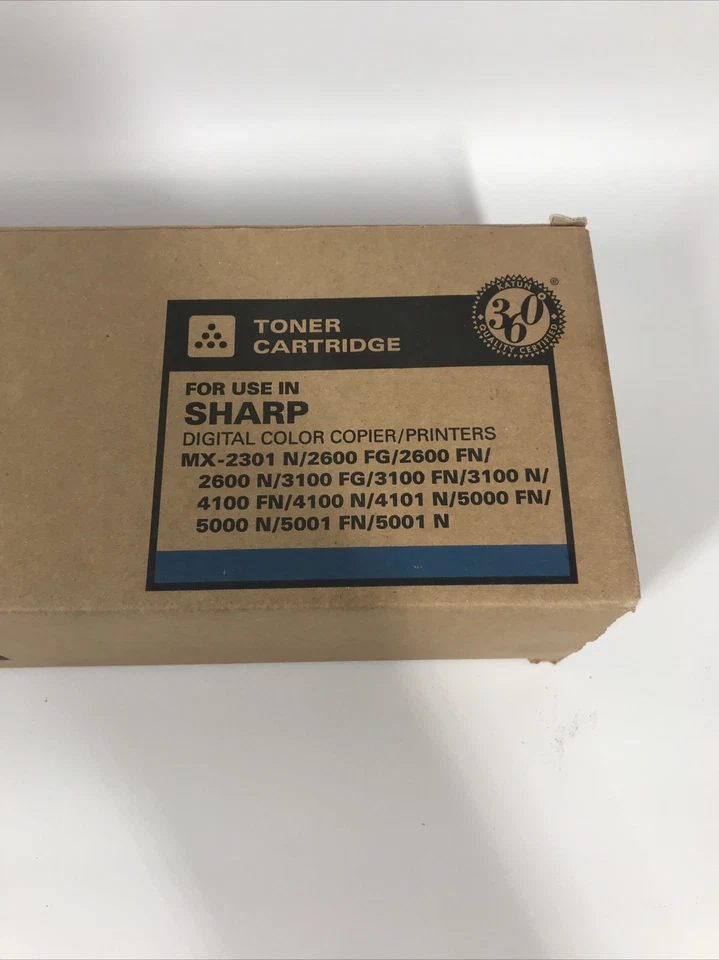 KATUN
360
QUALITY CERTIFIED
®
TONER
CARTRIDGE
FOR USE IN
SHARP
DIGITAL COLOR COPIER/PRINTERS
MX-2301 N/2600 FG/2600 FN/
2600 N/3100 FG/3100 FN/3100 N/
4100 FN/4100 N/4101 N/5000 FN/
5000 N/5001 FN/5001 N